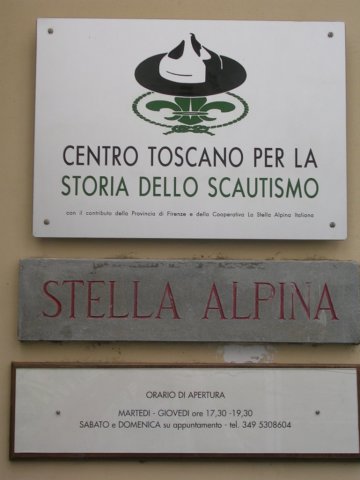 CENTRO TOSCANO PER LA
STORIA DELLO SCAUTISMO
con il contributo della Provincia di Firenze e della Cooperativa La Stella Alpina Italiana
STELLA ALPINA
ORARIO DI APERTURA
MARTEDI - GIOVEDI ore 17,30 -19,30
SABATO e DOMENICA su appuntamento - tel. 349 5308604